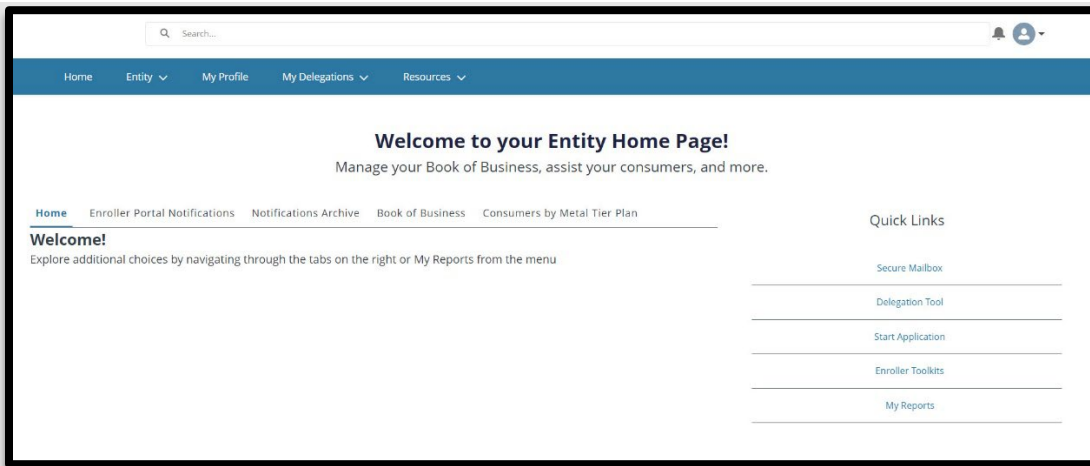 Search...
Home Entity My Profile My Delegations Resources
Welcome to your Entity Home Page!
Manage your Book of Business, assist your consumers, and more.
Home Enroller Portal Notifications Notifications Archive Book of Business Consumers by Metal Tier Plan
Welcome!
Explore additional choices by navigating through the tabs on the right or My Reports from the menu
Quick Links
Secure Mailbox
Delegation Tool
Start Application
Enroller Toolkits
My Reports